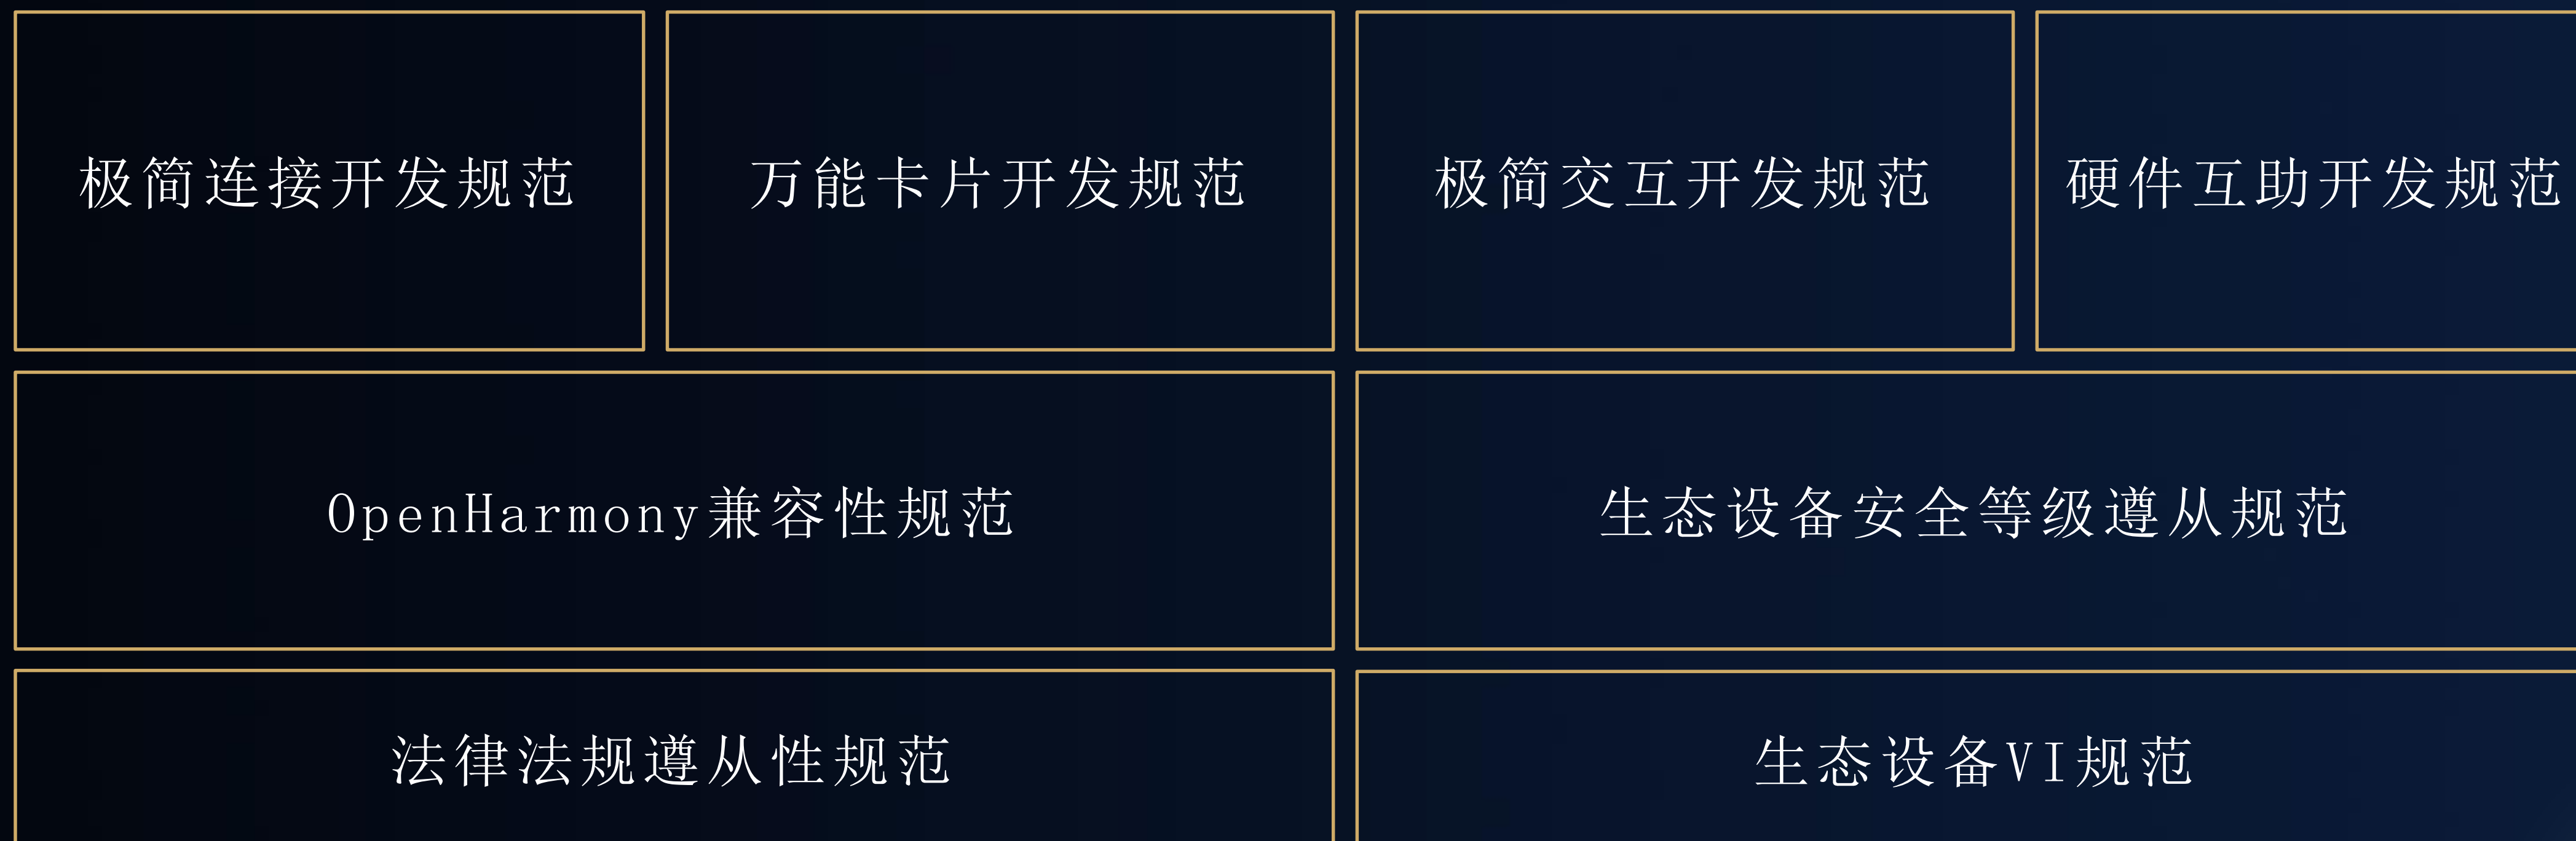 极简连接开发规范
万能卡片开发规范
极简交互开发规范
硬件互助开发规范
OpenHarmony兼容性规范
生态设备安全等级遵从规范
法律法规遵从性规范
生态设备VI规范